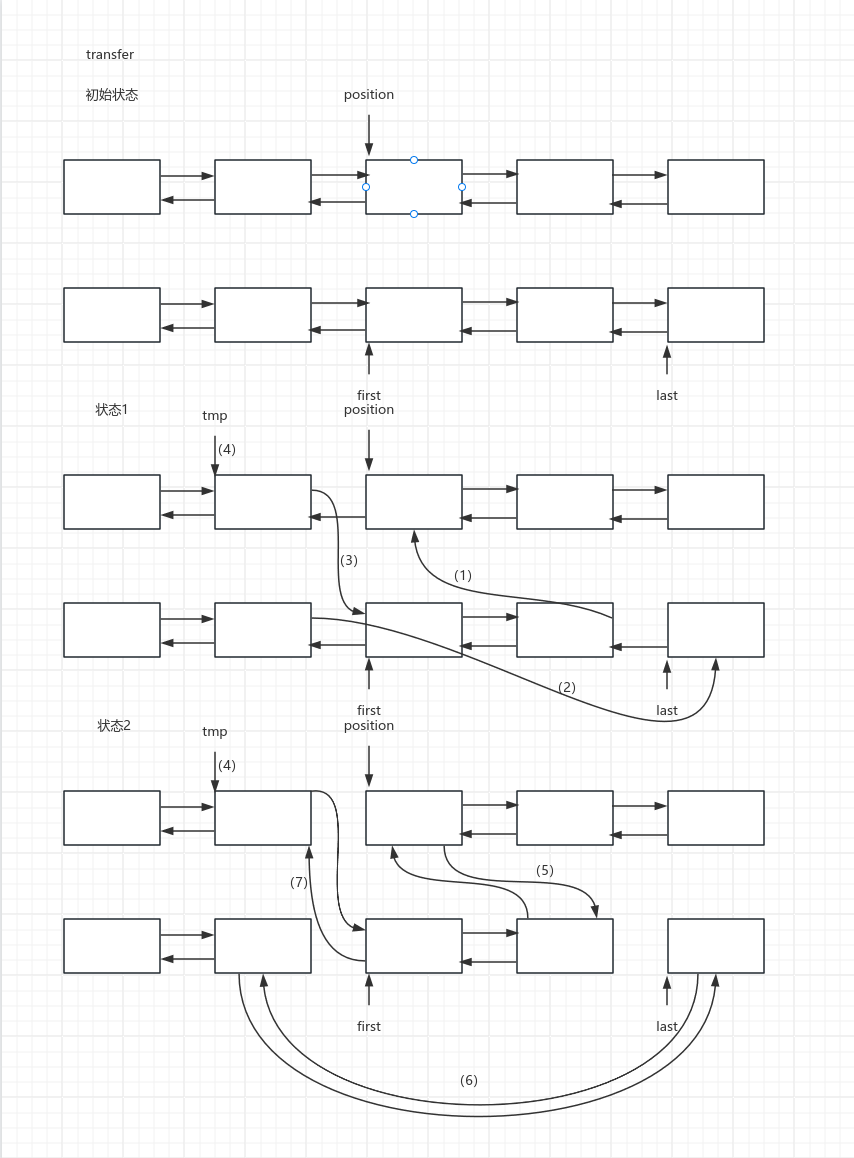 transfer
初始状态
position
first
last
状态1
tmp
position
(4)
(3)
(1)
(2)
first
last
状态2
tmp
position
(4)
(5)
(7)
first
last
(6)